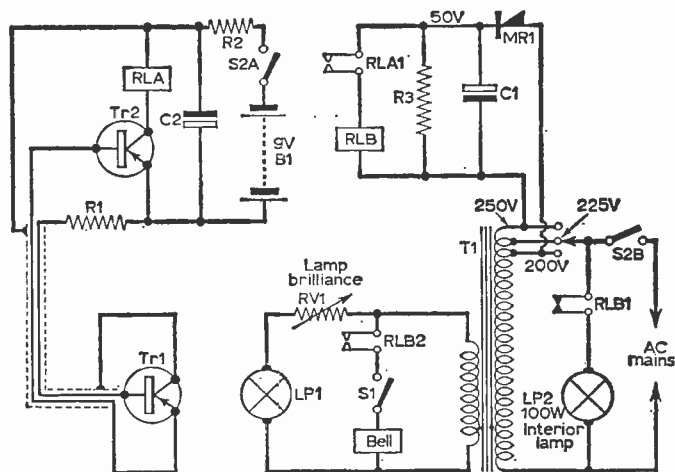 50V
R2
S2A
MR1
RLA
RLA1
Tr2
C2
R3
C1
9V
B1
RLB
R1
250V
225V
T1
200V
S2B
Lamp
brilliance
RV1
RLB1
RLB2
Tr1
AC
mains
LP1
S1
LP2
100W
Interior
lamp
Bell